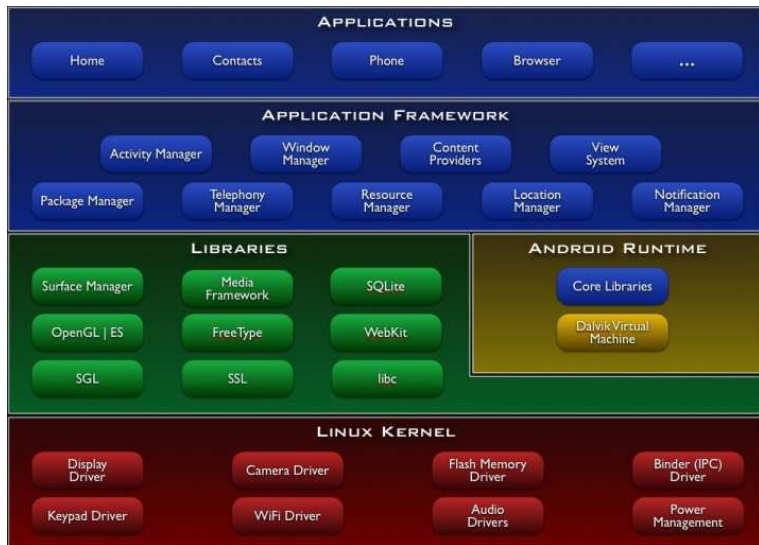 APPLICATIONS
Home
Contacts
Phone
Browser
...
APPLICATION FRAMEWORK
Activity Manager
Window
Manager
Content
Providers
View
System
Package Manager
Telephony
Manager
Resource
Manager
Location
Manager
Notification
Manager
LIBRARIES
Surface Manager
Media
Framework
SQLite
OpenGL | ES
FreeType
WebKit
SGL
SSL
libc
ANDROID RUNTIME
Core Libraries
Dalvik Virtual
Machine
LINUX KERNEL
Display
Driver
Camera Driver
Flash Memory
Driver
Binder (IPC)
Driver
Keypad Driver
WiFi Driver
Audio
Drivers
Power
Management